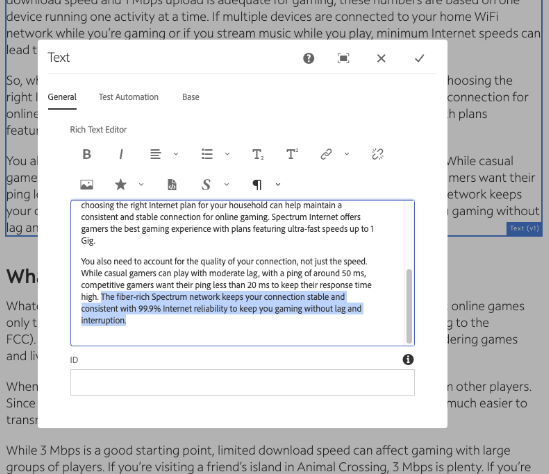 download speed and 1 Mbps upload is adequate for gaming, these numbers are based on one
device running one activity at a time. If multiple devices are connected to your home WiFi
network while you're gaming or if you stream music while you play, minimum Internet speeds can
lead t
Text
So, w
hoosing the
General
Test Automation
Base
right l
connection for
online
h plans
featur
Rich Text Editor
B I T₂ T²
You al
While casual
game
mers want their
ping le
etwork keeps
S ¶
your c
gaming without
lag an
Text (v1)
choosing the right Internet plan for your household can help maintain a
consistent and stable connection for online gaming. Spectrum Internet offers
gamers the best gaming experience with plans featuring ultra-fast speeds up to 1
Gig.
You also need to account for the quality of your connection, not just the speed.
While casual gamers can play with moderate lag, with a ping of around 50 ms,
competitive gamers want their ping less than 20 ms to keep their response time
high. The fiber-rich Spectrum network keeps your connection stable and
consistent with 99.9% Internet reliability to keep you gaming without lag and
interruption.
Wha
Whate
online games
only t
g to the
FCC).
dering games
and liv
ID
When
m other players.
Since
much easier to
transr
While 3 Mbps is a good starting point, limited download speed can affect gaming with large
groups of players. If you're visiting a friend's island in Animal Crossing, 3 Mbps is plenty. If you're